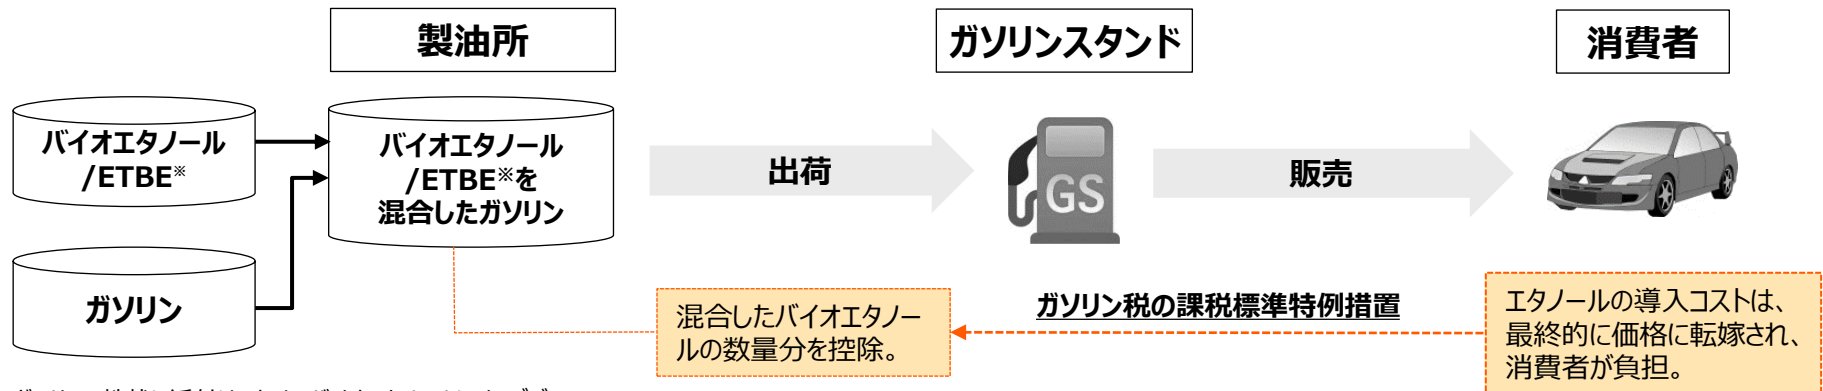 製油所
ガソリンスタンド
消費者
バイオエタノール
/ETBE※
バイオエタノール
/ETBE※を
混合したガソリン
出荷
GS
販売
ガソリン
混合したバイオエタノー
ルの数量分を控除。
ガソリン税の課税標準特例措置
エタノールの導入コストは、
最終的に価格に転嫁され、
消費者が負担。